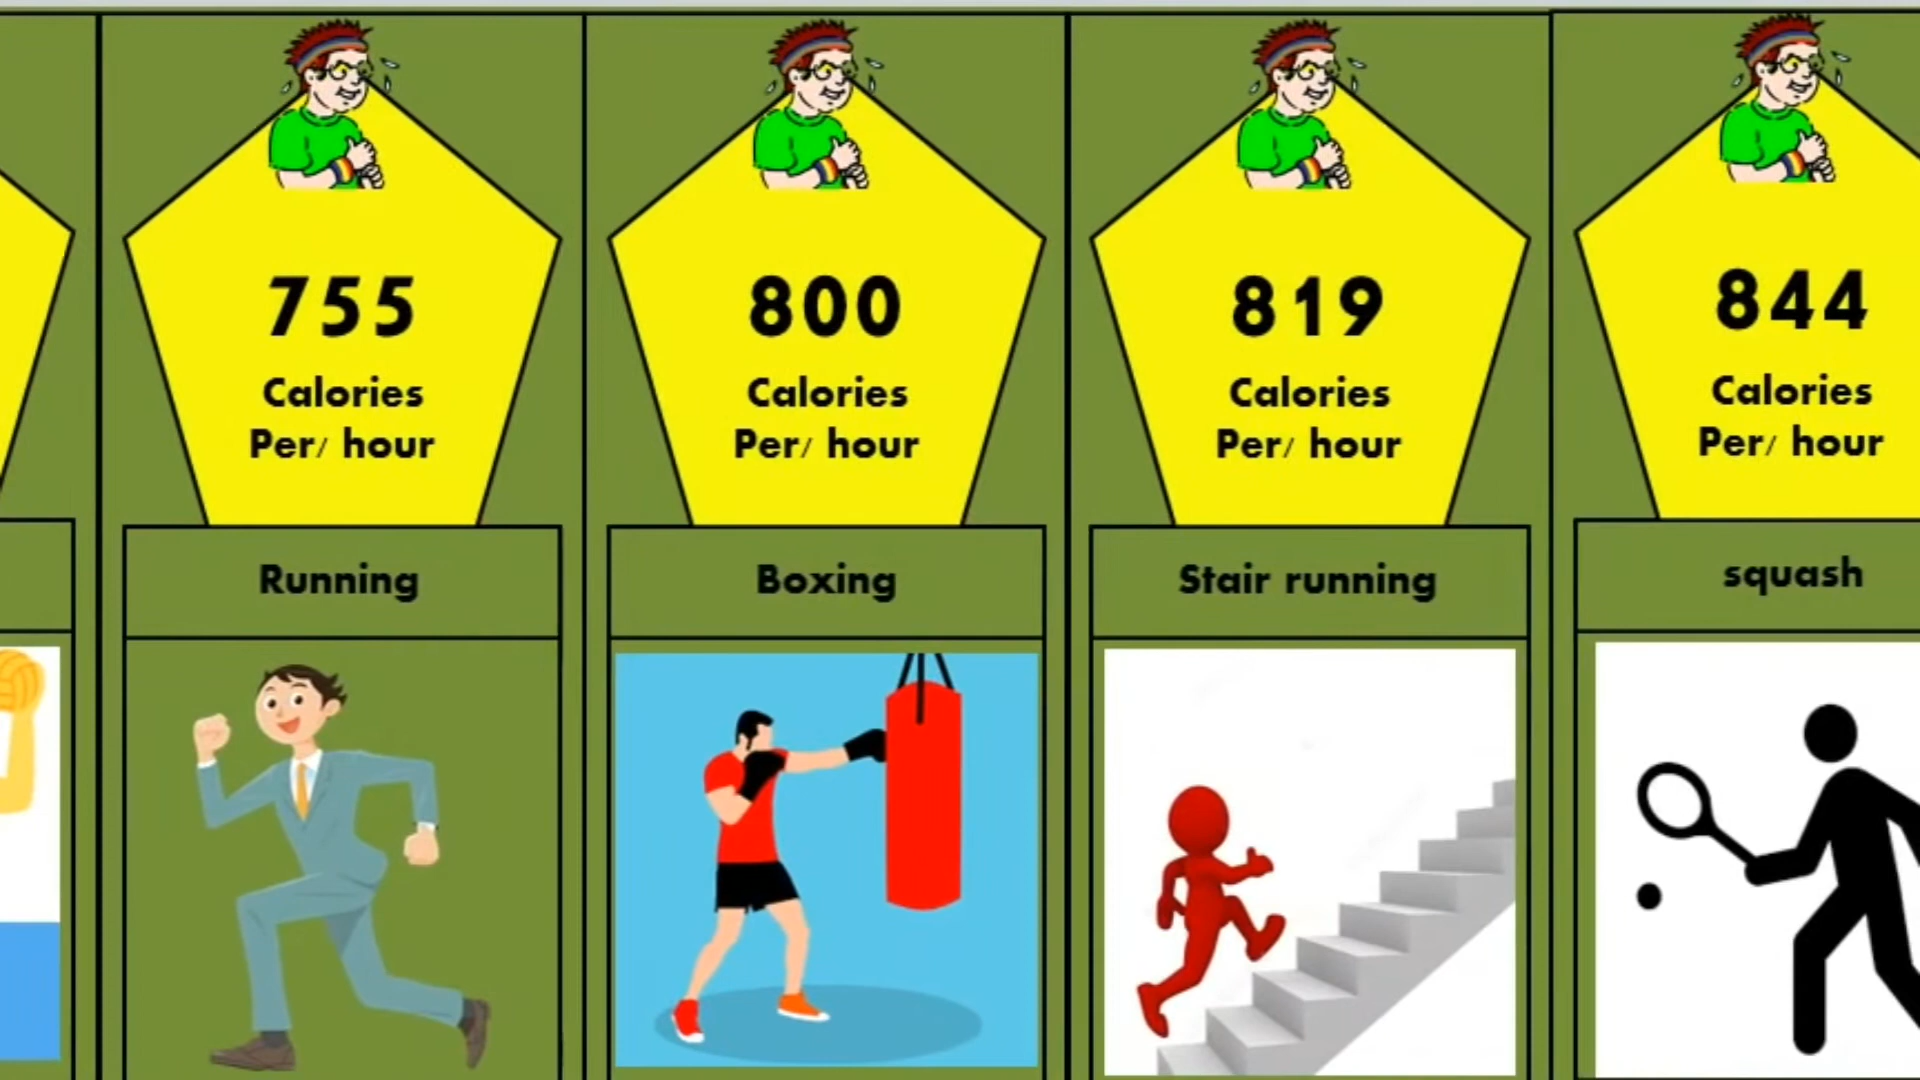 755
Calories
Per/ hour
Running
800
Calories
Per/ hour
Boxing
819
Calories
Per/ hour
Stair running
844
Calories
Per/ hour
squash